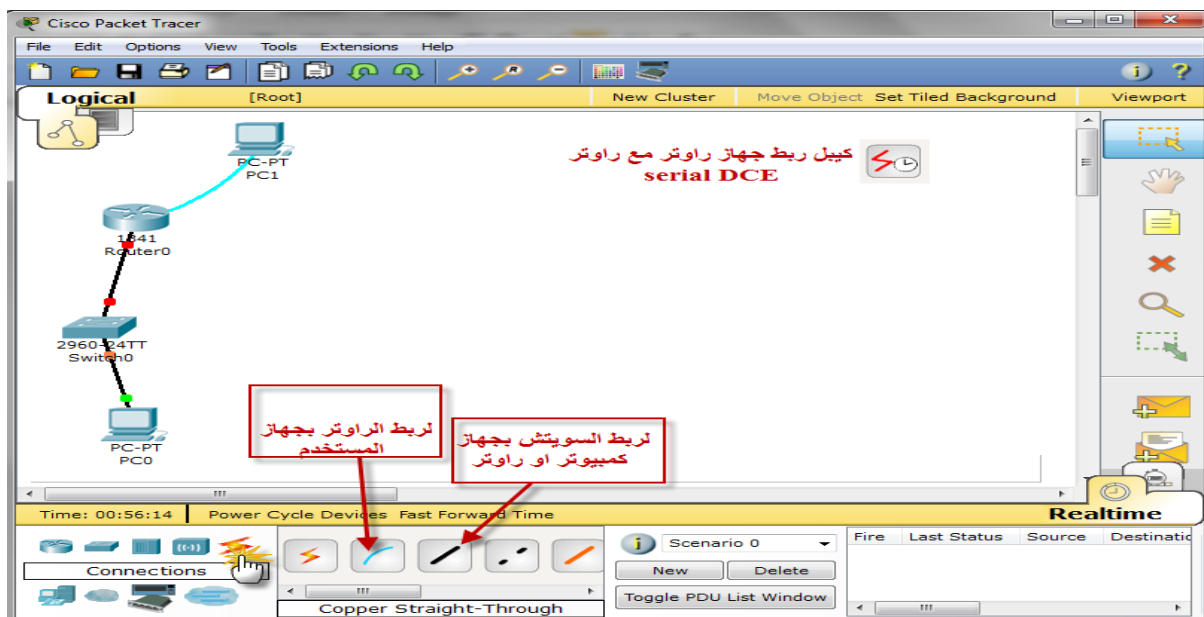 Cisco Packet Tracer
File Edit Options View Tools Extensions Help
Logical [Root] New Cluster Move Object Set Tiled Background Viewport
PC-PT
PC1
كيبل ربط جهاز راوتر مع راوتر
serial DCE
1841
Router0
2960-24TT
Switch0
PC-PT
PC0
لربط الراوتر بجهاز
المستخدم
لربط السويتش بجهاز
كمبيوتر او راوتر
Time: 00:56:14 Power Cycle Devices Fast Forward Time Realtime
Connections
Copper Straight-Through
Scenario 0
New Delete
Toggle PDU List Window
Fire Last Status Source Destinatic